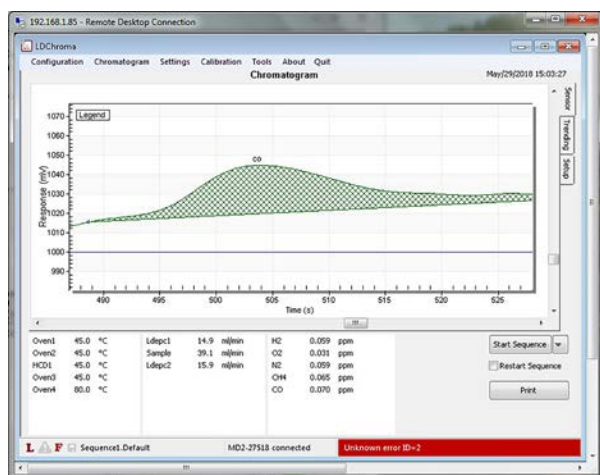 192.168.1.85 - Remote Desktop Connection
LDChroma
Configuration Chromatogram Settings Calibration Tools About Quit
Chromatogram May/29/2018 15:03:27
Legend
CO
Response (mV)
1070
1060
1050
1040
1030
1020
1010
1000
990
490 495 500 505 510 515 520 525
Time (s)
Sensor
Trending
Setup
Oven1 45.0 °C Ldepc1 14.9 ml/min H2 0.059 ppm
Oven2 45.0 °C Sample 39.1 ml/min O2 0.031 ppm
HCD1 45.0 °C Ldepc2 15.9 ml/min N2 0.059 ppm
Oven3 45.0 °C CH4 0.065 ppm
Oven4 80.0 °C CO 0.070 ppm
Start Sequence
Restart Sequence
Print
L F Sequence1.Default MD2-27518 connected Unknown error ID=2